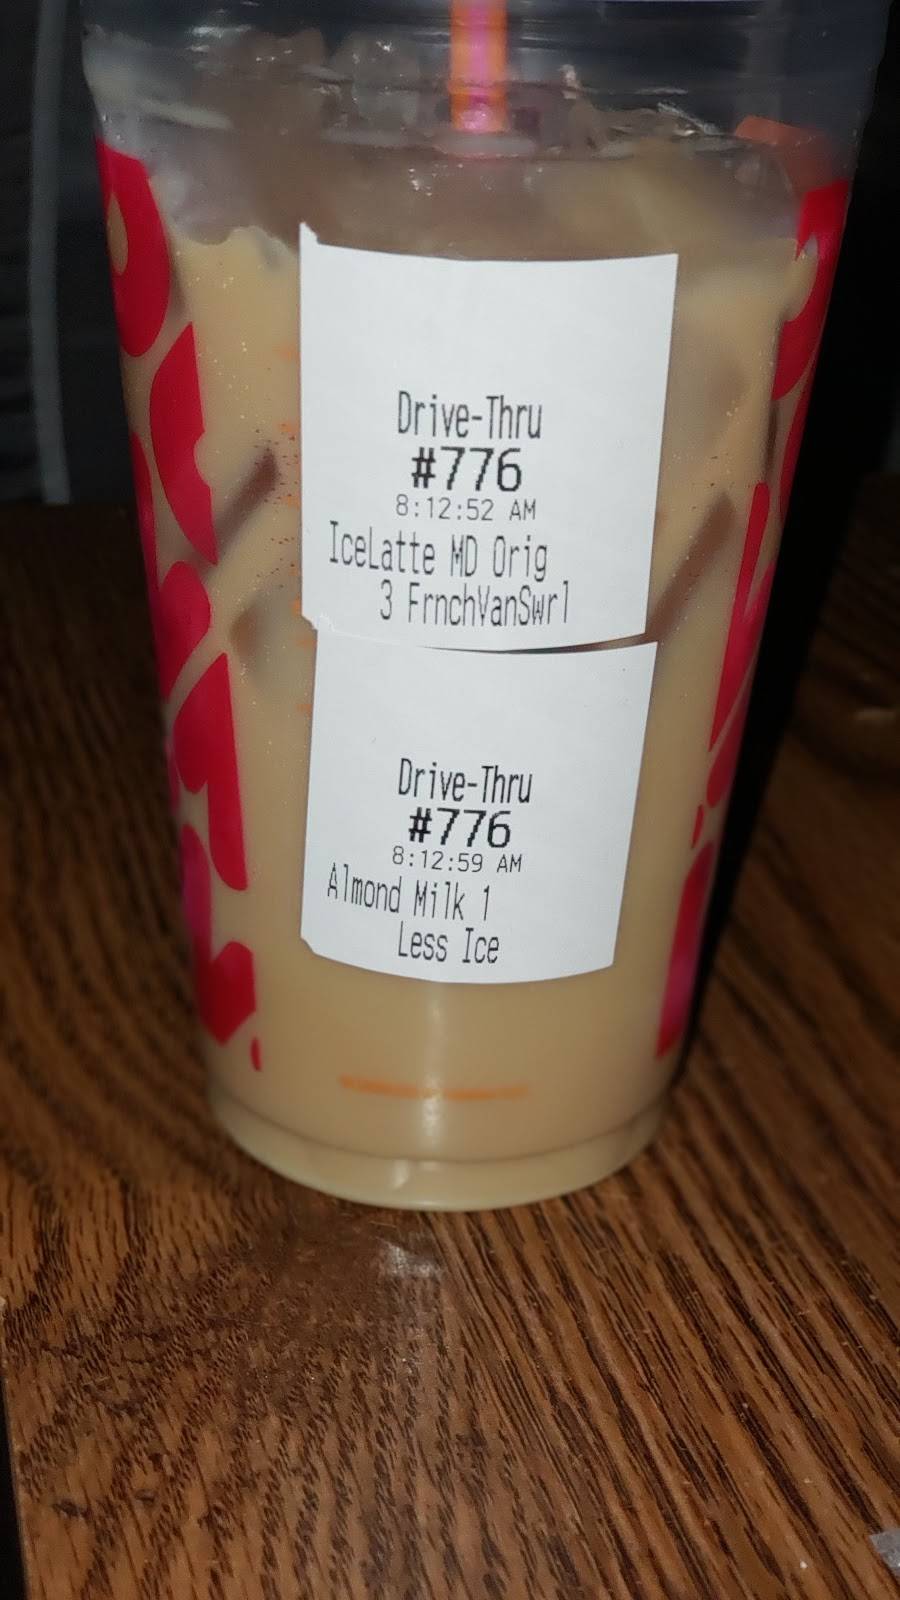 Drive-Thru
#776
8:12:52 AM
IceLatte MD Orig
3 FrnchVanSwrl
Drive-Thru
#776
8:12:59 AM
Almond Milk 1
Less Ice